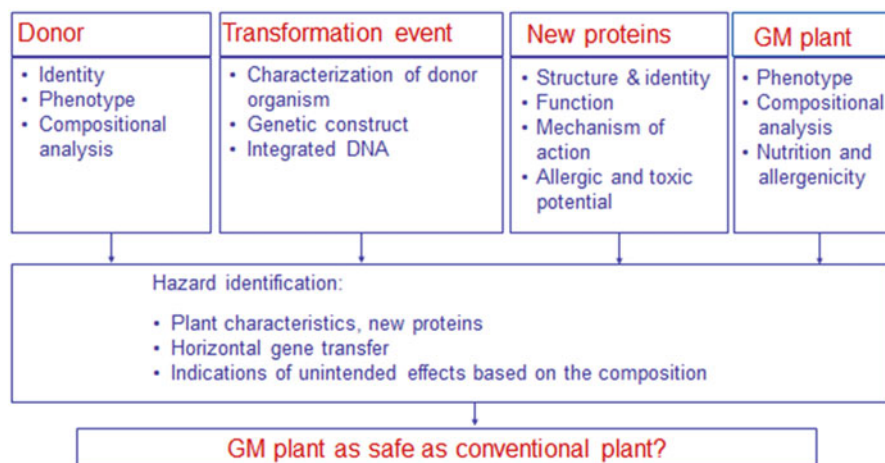 Donor
• Identity
• Phenotype
• Compositional
analysis
Transformation event
• Characterization of donor
organism
• Genetic construct
• Integrated DNA
New proteins
• Structure & identity
• Function
• Mechanism of
action
• Allergic and toxic
potential
GM plant
• Phenotype
• Compositional
analysis
• Nutrition and
allergenicity
Hazard identification:
• Plant characteristics, new proteins
• Horizontal gene transfer
• Indications of unintended effects based on the composition
GM plant as safe as conventional plant?